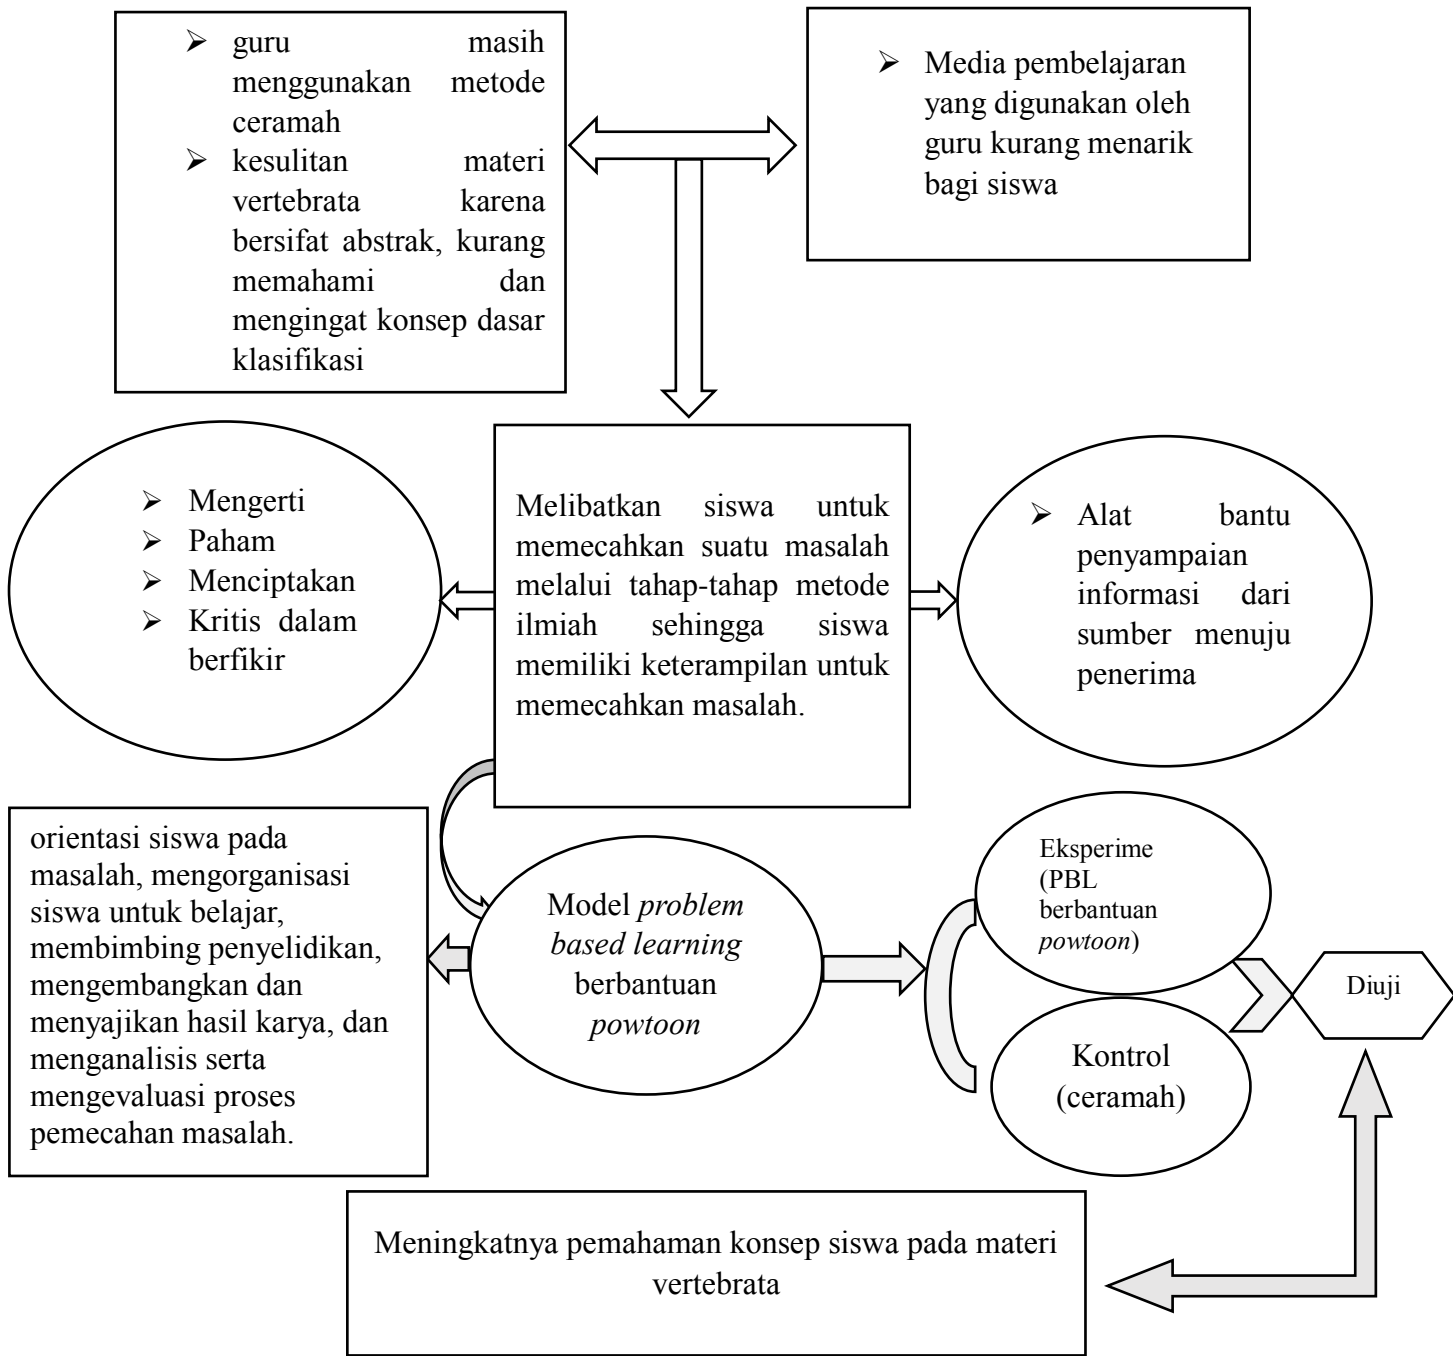 ➢ guru masih
menggunakan metode
ceramah
➢ kesulitan materi
vertebrata karena
bersifat abstrak, kurang
memahami dan
mengingat konsep dasar
klasifikasi
➢ Media pembelajaran
yang digunakan oleh
guru kurang menarik
bagi siswa
➢ Mengerti
➢ Paham
➢ Menciptakan
➢ Kritis dalam
berfikir
Melibatkan siswa untuk
memecahkan suatu masalah
melalui tahap-tahap metode
ilmiah sehingga siswa
memiliki keterampilan untuk
memecahkan masalah.
➢ Alat bantu
penyampaian
informasi dari
sumber menuju
penerima
orientasi siswa pada
masalah, mengorganisasi
siswa untuk belajar,
membimbing penyelidikan,
mengembangkan dan
menyajikan hasil karya, dan
menganalisis serta
mengevaluasi proses
pemecahan masalah.
Model problem
based learning
berbantuan
powtoon
Eksperime
(PBL
berbantuan
powtoon)
Kontrol
(ceramah)
Diuji
Meningkatnya pemahaman konsep siswa pada materi
vertebrata